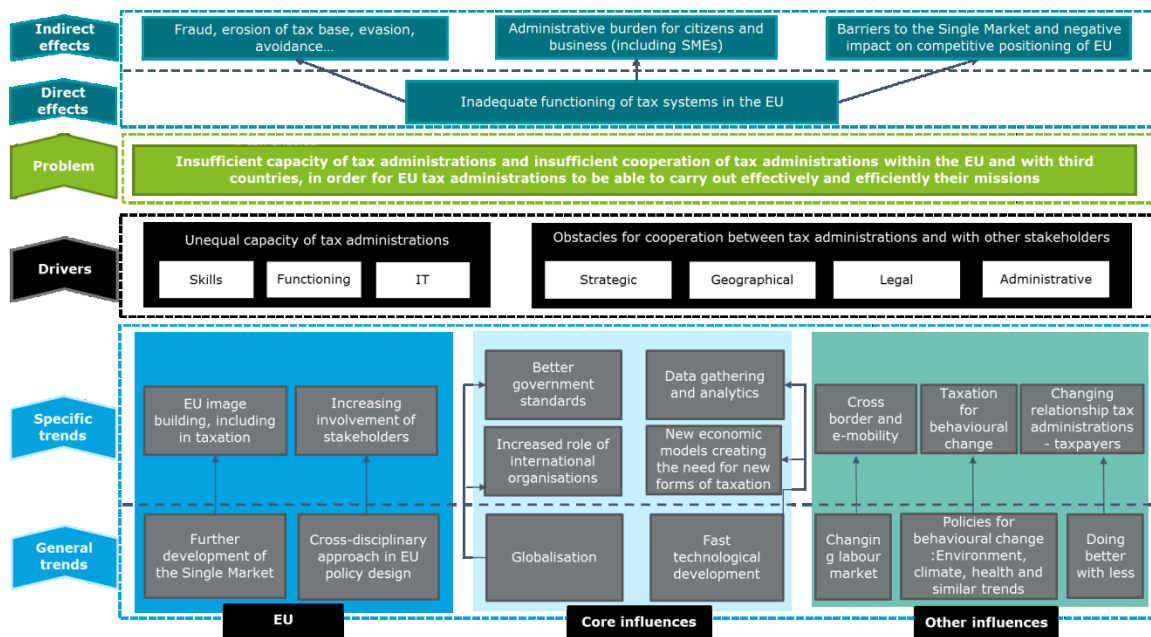 Indirect
effects
Fraud, erosion of tax base, evasion,
avoidance…
Administrative burden for citizens and
business (including SMEs)
Barriers to the Single Market and negative
impact on competitive positioning of EU
Direct
effects
Inadequate functioning of tax systems in the EU
Problem
Insufficient capacity of tax administrations and insufficient cooperation of tax administrations within the EU and with third
countries, in order for EU tax administrations to be able to carry out effectively and efficiently their missions
Drivers
Unequal capacity of tax administrations
Skills
Functioning
IT
Obstacles for cooperation between tax administrations and with other stakeholders
Strategic
Geographical
Legal
Administrative
Specific
trends
EU image
building, including
in taxation
Increasing
involvement of
stakeholders
Better
government
standards
Data gathering
and analytics
Increased role of
international
organisations
New economic
models creating
the need for new
forms of taxation
Cross
border and
e-mobility
Taxation
for
behavioural
change
Changing
relationship tax
administrations
- taxpayers
General
trends
Further
development of
the Single Market
Cross-disciplinary
approach in EU
policy design
Globalisation
Fast
technological
development
Changin
g labour
market
Policies for
behavioural change
:Environment,
climate, health and
similar trends
Doing
better
with less
EU
Core influences
Other influences